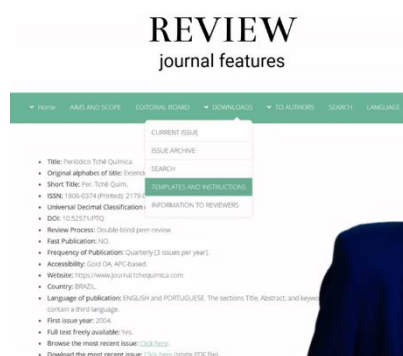 REVIEW
journal features
Home AIMS AND SCOPE EDITORIAL BOARD DOWNLOADS TO AUTHORS SEARCH LANGUAGE
CURRENT ISSUE
ISSUE ARCHIVE
SEARCH
TEMPLATES AND INSTRUCTIONS
INFORMATION TO REVIEWERS
Title: Periódico Tchê Química.
Original alphabet of title: Extend
Short Title: Per. Tchê Quím.
ISSN: 1806-0374 (Printed); 2179-
Universal Decimal Classification
DOI: 10.52571/PTQ
Review Process: Double-blind peer-review.
Fast Publication: NO.
Frequency of Publication: Quarterly [3 issues per year].
Accessibility: Gold OA, APC-based.
Website: https://www.journal.tchequimica.com
Country: BRAZIL.
Language of publication: ENGLISH and PORTUGUESE. The sections Title, Abstract, and keywo
contain a third language.
First issue year: 2004.
Full text freely available: Yes.
Browse the most recent issue: Click here.
Download the most recent issue: Click here (single PDF file).